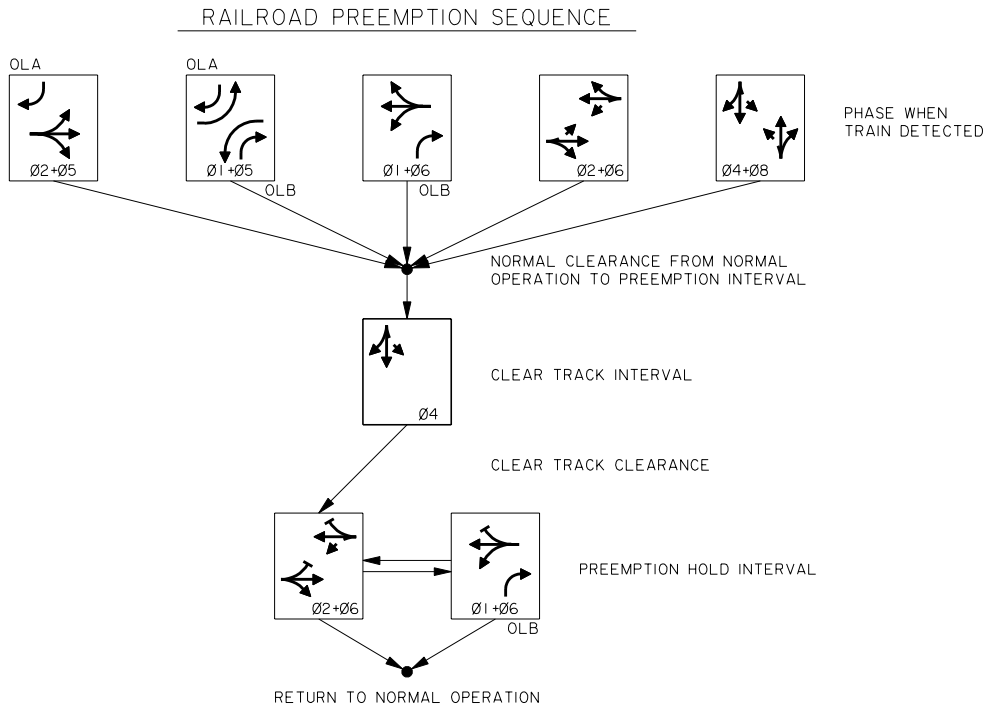 RAILROAD PREEMPTION SEQUENCE
OLA
OLA
Ø2+Ø5
Ø1+Ø5
Ø1+Ø6
Ø2+Ø6
Ø4+Ø8
OLB
OLB
PHASE WHEN
TRAIN DETECTED
NORMAL CLEARANCE FROM NORMAL
OPERATION TO PREEMPTION INTERVAL
CLEAR TRACK INTERVAL
Ø4
CLEAR TRACK CLEARANCE
PREEMPTION HOLD INTERVAL
Ø2+Ø6
Ø1+Ø6
OLB
RETURN TO NORMAL OPERATION